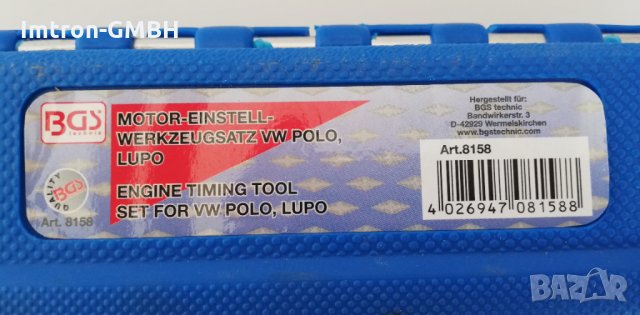 Imtron-GMBH
BGS
technic
MOTOR-EINSTELL-
WERKZEUGSATZ VW POLO,
LUPO
ENGINE TIMING TOOL
SET FOR VW POLO, LUPO
QUALITY
BGS
Art. 8158
Hergestellt für:
BGS technic
Bandwirkerstr. 3
D-42929 Wermelskirchen
www.bgstechnic.com
Art.8158
4 026947 081588
BAZAR